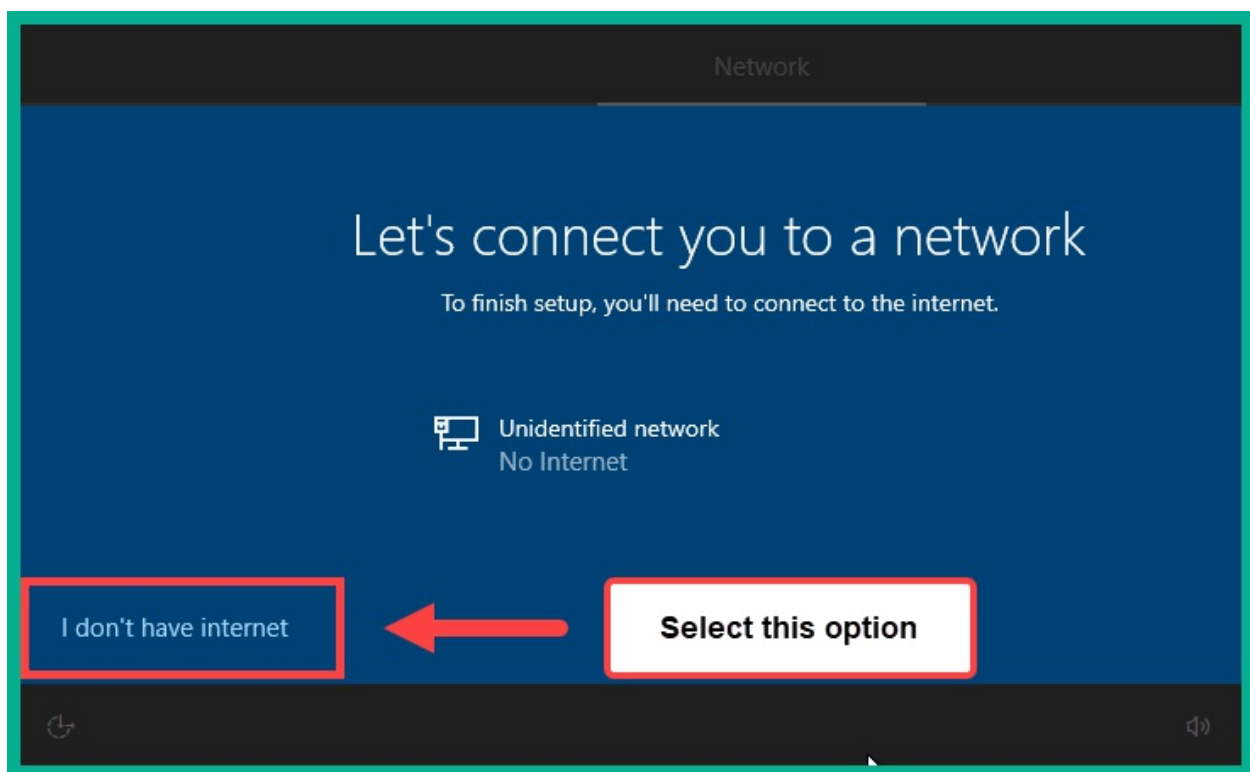 Network
Let's connect you to a network
To finish setup, you'll need to connect to the internet.
Unidentified network
No Internet
I don't have internet
Select this option